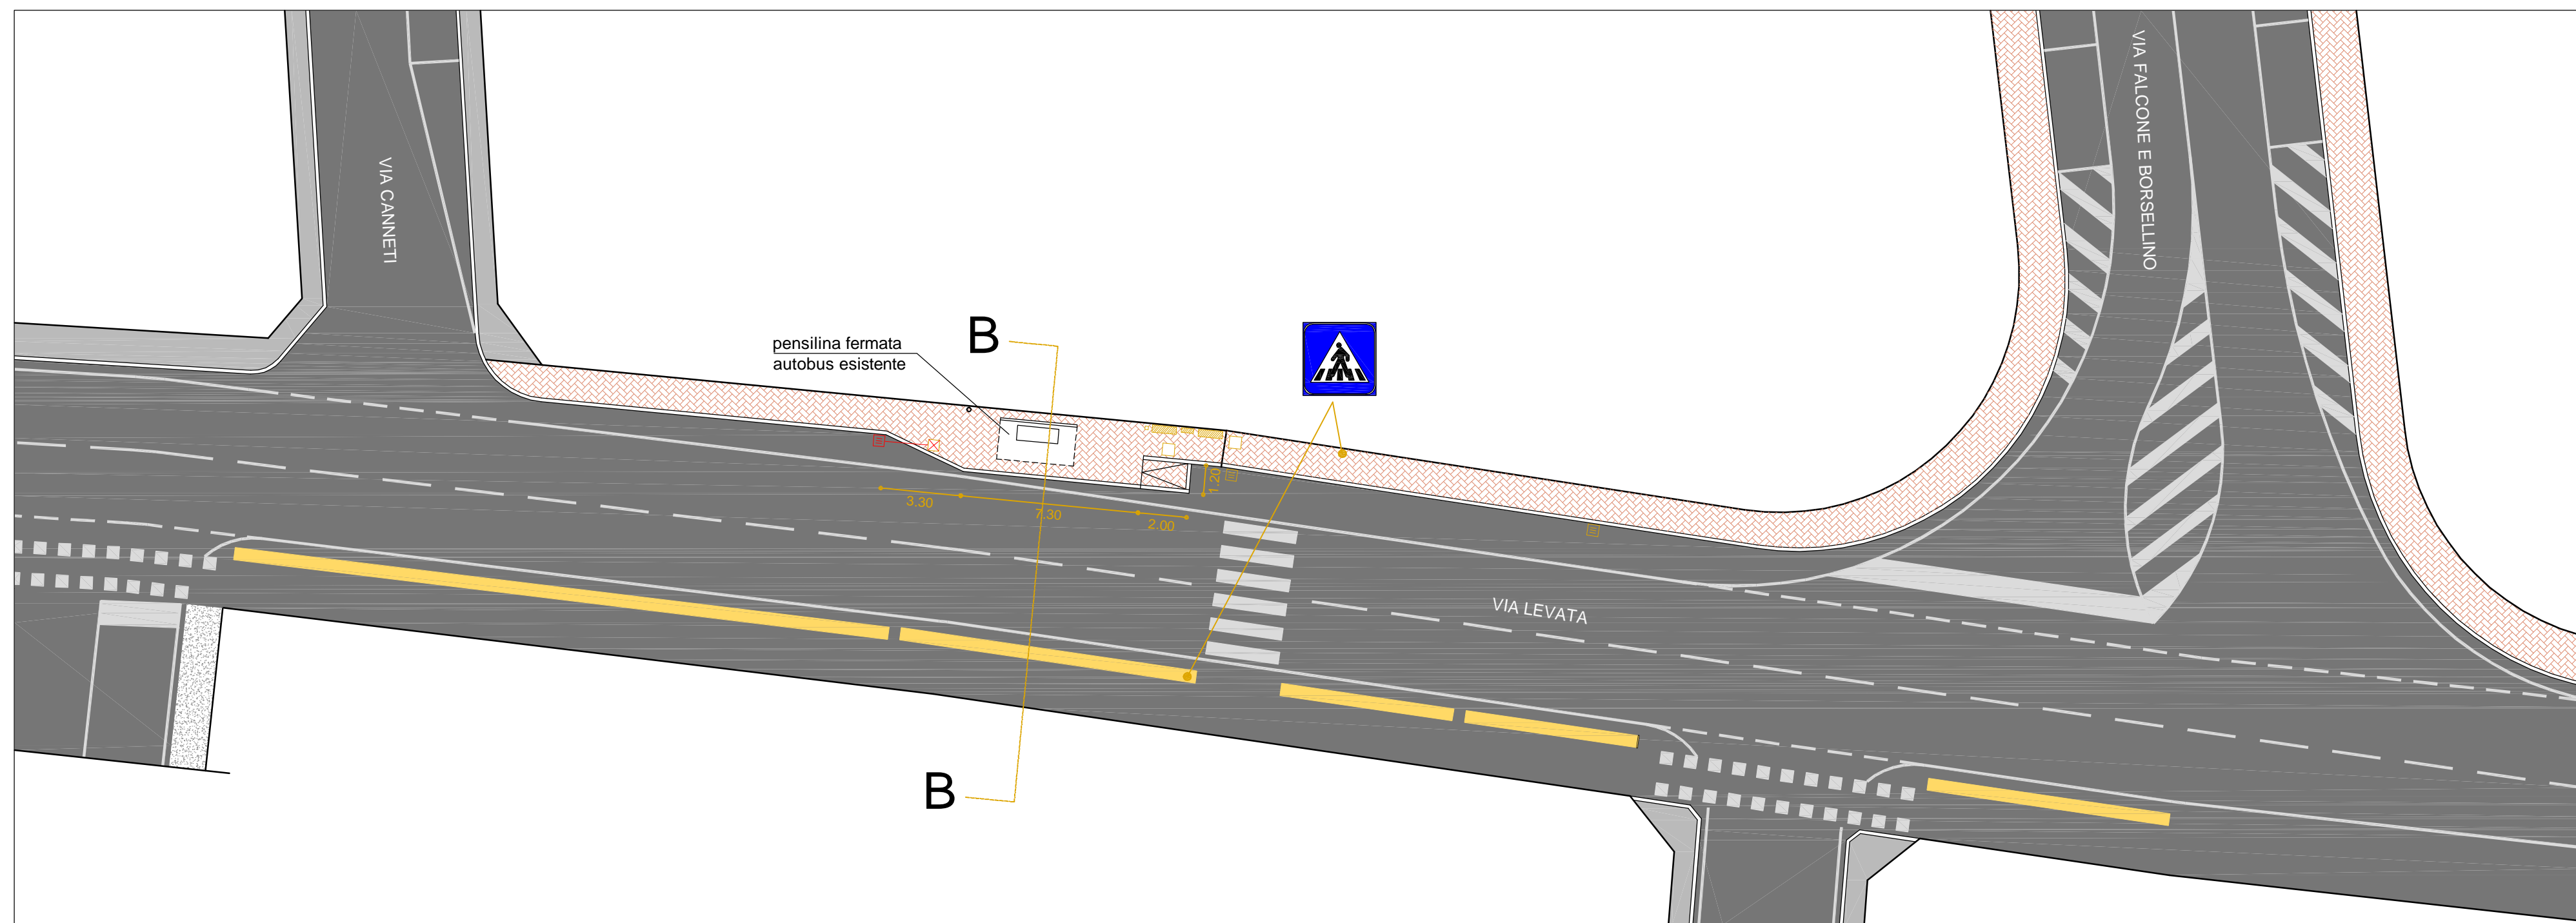 VIA CANNETI
VIA FALCONE E BORSELLINO
pensilina fermata
autobus esistente
B
3.30
7.30
2.00
1.20
VIA LEVATA
B